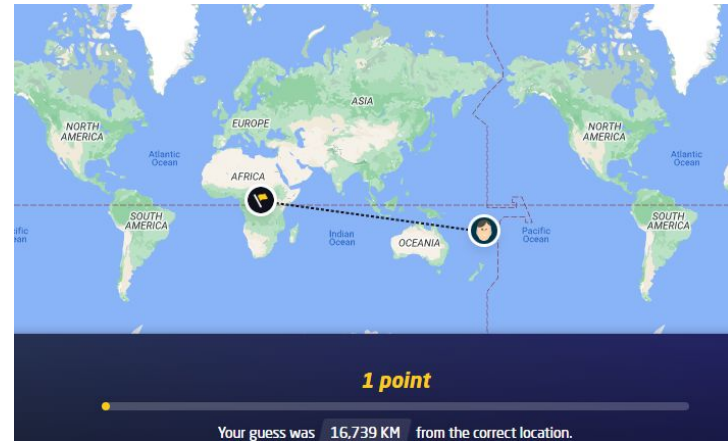 ASIA
NORTH
AMERICA
EUROPE
NORTH
AMERICA
Atlantic
Ocean
Atlantic
Ocean
AFRICA
SOUTH
AMERICA
ific
ean
Indian
Ocean
OCEANIA
Pacific
Ocean
SOUTH
AMERICA
1 point
Your guess was 16,739 KM from the correct location.